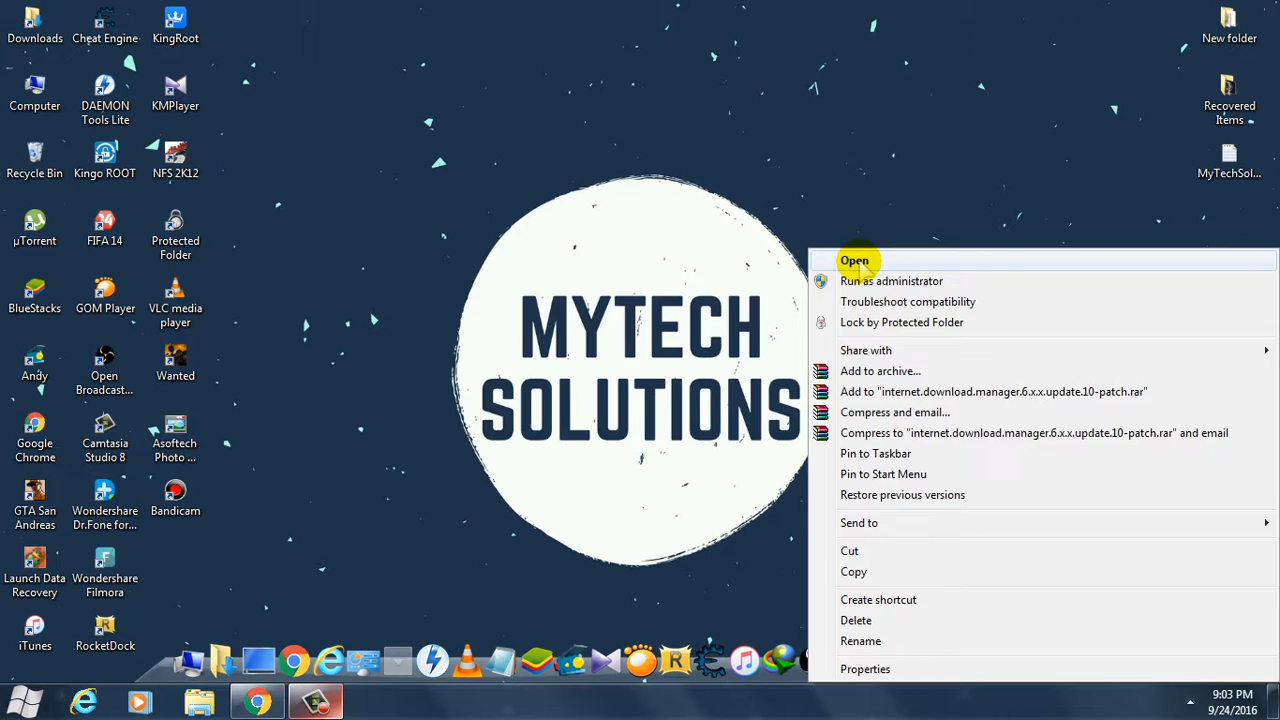 Downloads
Cheat Engine
KingRoot
Computer
DAEMON
Tools Lite
KMPlayer
Recycle Bin
Kingo ROOT
NFS 2K12
µTorrent
FIFA 14
Protected
Folder
BlueStacks
GOM Player
VLC media
player
Andy
Open
Broadcast...
Wanted
Google
Chrome
Camtasia
Studio 8
Asoftech
Photo ...
GTA San
Andreas
Wondershare
Dr.Fone for...
Bandicam
Launch Data
Recovery
Wondershare
Filmora
iTunes
RocketDock
MYTECH
SOLUTIONS
New folder
Recovered
Items
MyTechSol...
Open
Run as administrator
Troubleshoot compatibility
Lock by Protected Folder
Share with
Add to archive...
Add to "internet.download.manager.6.x.x.update.10-patch.rar"
Compress and email...
Compress to "internet.download.manager.6.x.x.update.10-patch.rar" and email
Pin to Taskbar
Pin to Start Menu
Restore previous versions
Send to
Cut
Copy
Create shortcut
Delete
Rename
Properties
9:03 PM
9/24/2016